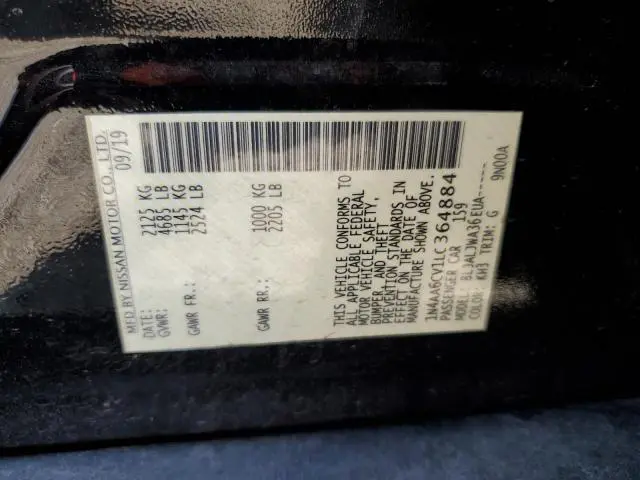 MFD BY NISSAN MOTOR CO., LTD.
DATE: 09/19
GVWR: 2125 KG
4685 LB
GAWR FR.: 1145 KG
2524 LB
GAWR RR.: 1000 KG
2205 LB
THIS VEHICLE CONFORMS TO
ALL APPLICABLE FEDERAL
MOTOR VEHICLE SAFETY,
BUMPER AND THEFT
PREVENTION STANDARDS IN
EFFECT ON THE DATE OF
MANUFACTURE SHOWN ABOVE.
1N4AA6CV1LC364884
PASSENGER CAR 159
MODEL: BL3ALJWA36EUA-----
COLOR: KH3 TRIM: G 9N00A